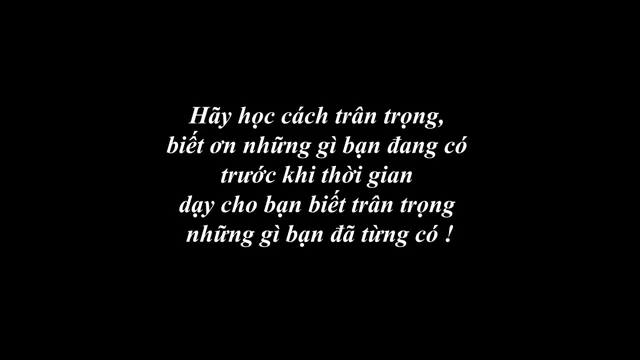 Hãy học cách trân trọng,
biết ơn những gì bạn đang có
trước khi thời gian
dạy cho bạn biết trân trọng
những gì bạn đã từng có !